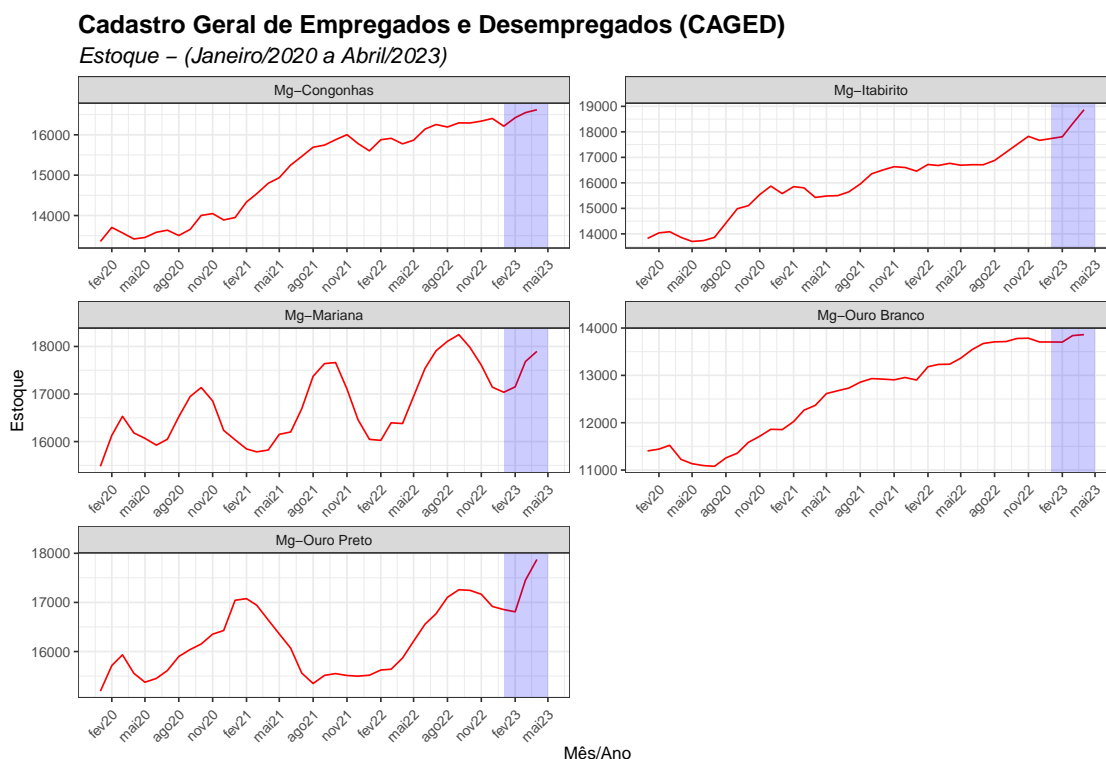 Cadastro Geral de Empregados e Desempregados (CAGED)
Estoque – (Janeiro/2020 a Abril/2023)
Mg−Congonhas
16000
15000
14000
fev20 mai20 ago20 nov20 fev21 mai21 ago21 nov21 fev22 mai22 ago22 nov22 fev23 mai23
Mg−Itabirito
19000
18000
17000
16000
15000
14000
fev20 mai20 ago20 nov20 fev21 mai21 ago21 nov21 fev22 mai22 ago22 nov22 fev23 mai23
Estoque
Mg−Mariana
18000
17000
16000
fev20 mai20 ago20 nov20 fev21 mai21 ago21 nov21 fev22 mai22 ago22 nov22 fev23 mai23
Mg−Ouro Branco
14000
13000
12000
11000
fev20 mai20 ago20 nov20 fev21 mai21 ago21 nov21 fev22 mai22 ago22 nov22 fev23 mai23
Mg−Ouro Preto
18000
17000
16000
fev20 mai20 ago20 nov20 fev21 mai21 ago21 nov21 fev22 mai22 ago22 nov22 fev23 mai23
Mês/Ano